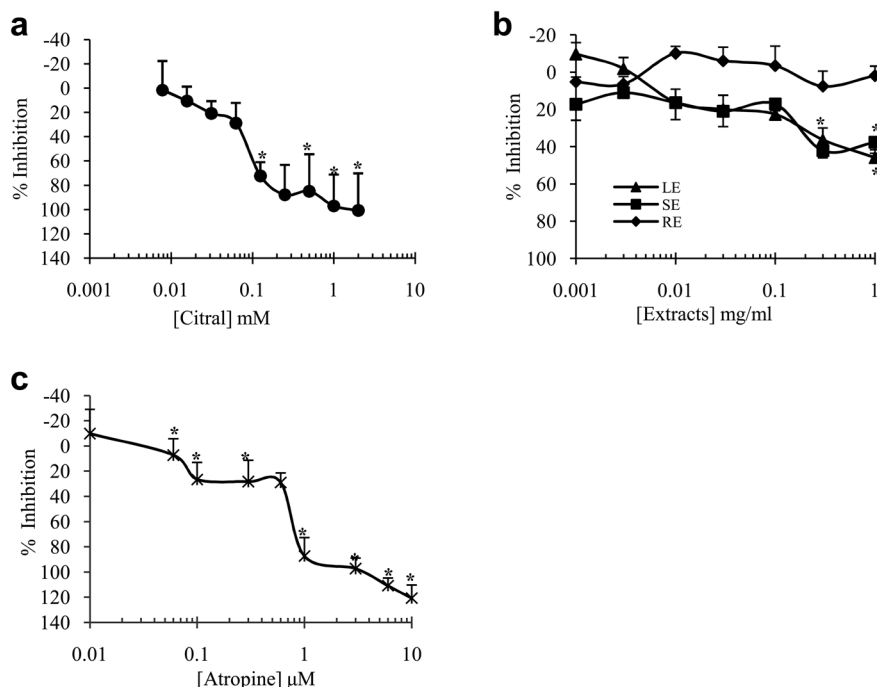 a
-40
-20
0
20
40
60
80
100
120
140
% Inhibition
* * * *
0.001 0.01 0.1 1 10
[Citral] mM
b
-20
0
20
40
60
80
100
% Inhibition
* *
*
LE
SE
RE
0.001 0.01 0.1 1
[Extracts] mg/ml
c
-40
-20
0
20
40
60
80
100
120
140
% Inhibition
* * * * * * *
0.01 0.1 1 10
[Atropine] µM